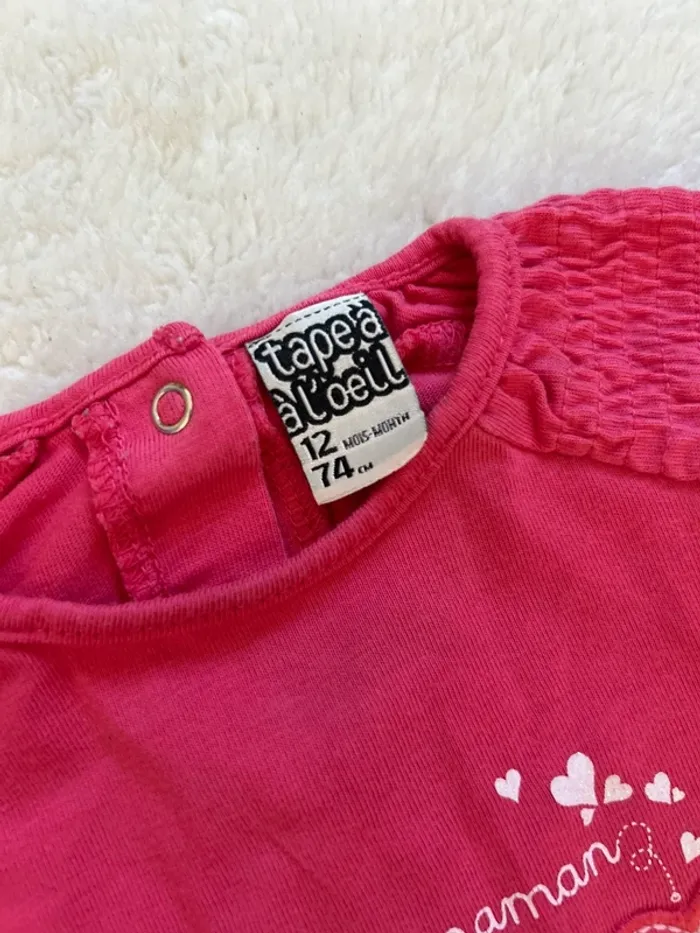 tape à
à l'oeil
12 MOIS-MONTH
74 CM
maman